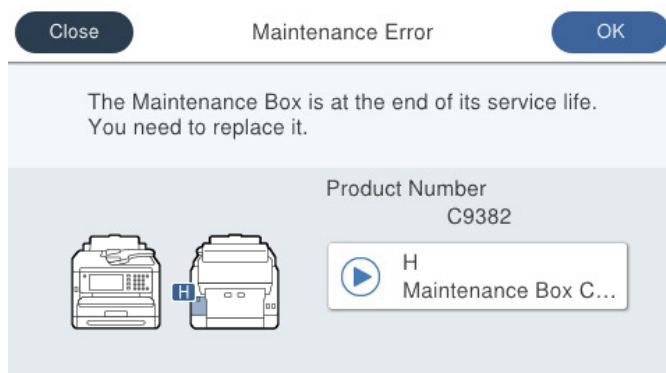 Close
Maintenance Error
OK
The Maintenance Box is at the end of its service life.
You need to replace it.
Product Number
C9382
H
H
Maintenance Box C...